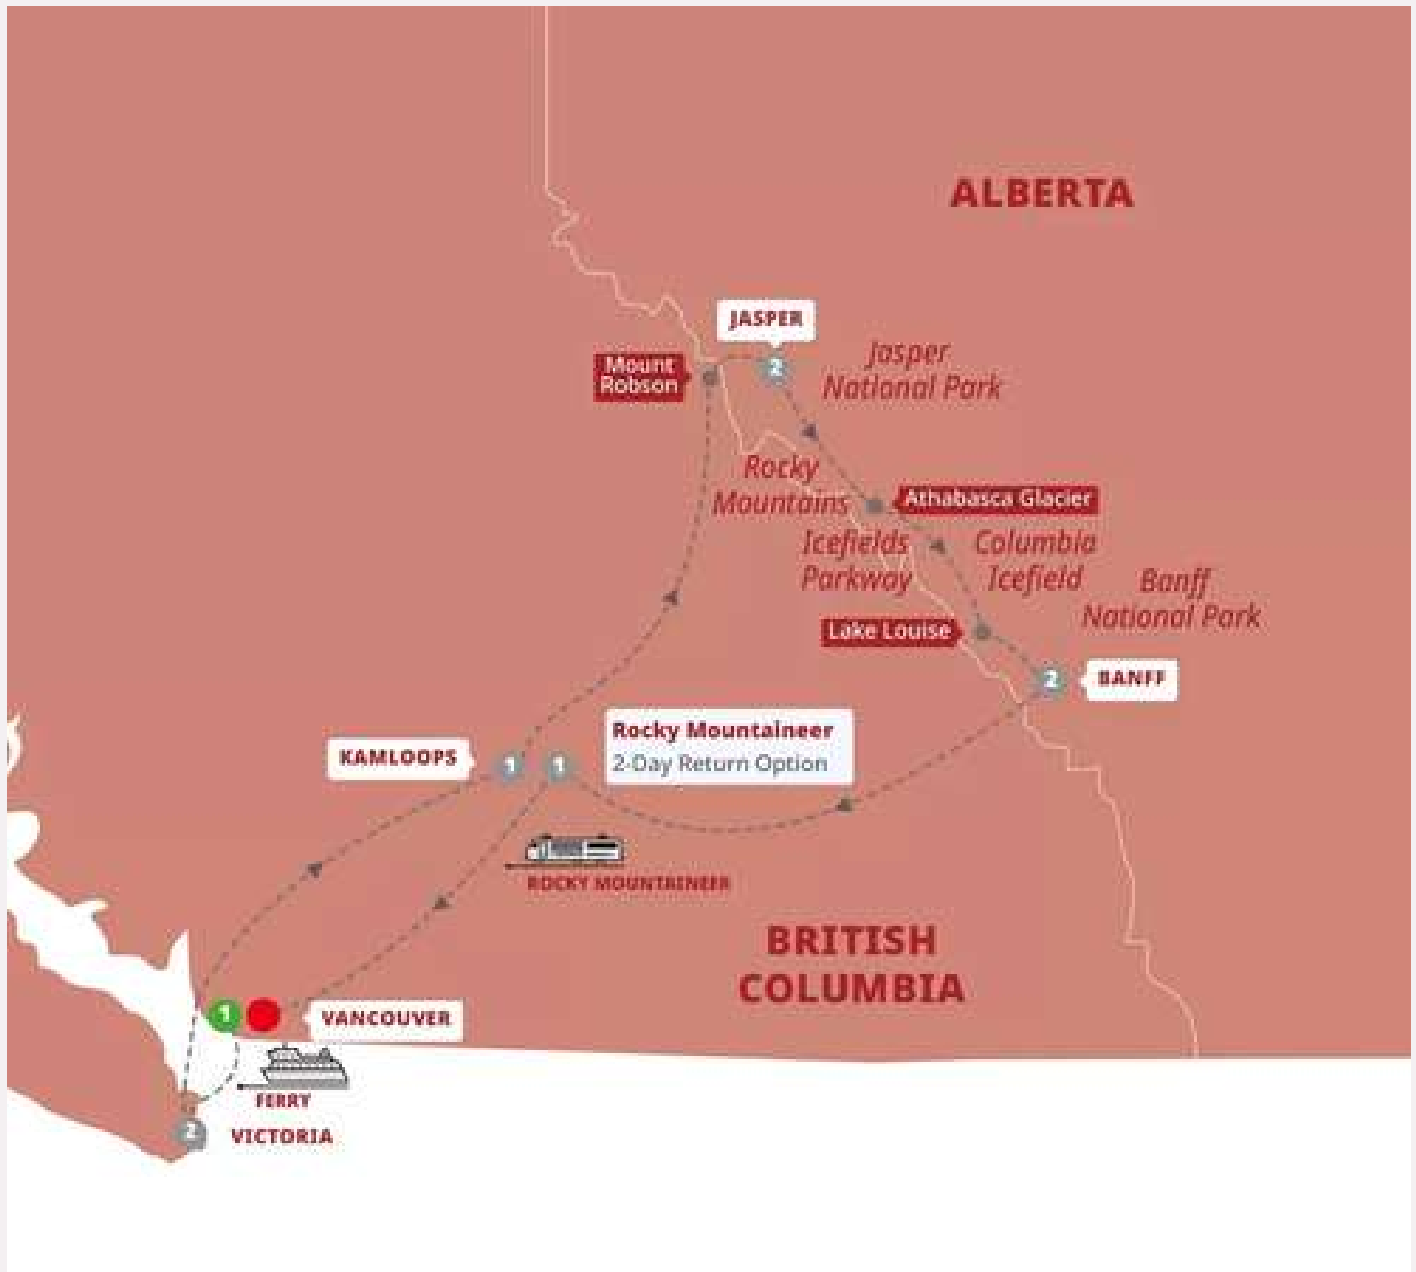 ALBERTA
JASPER
2
Jasper
National Park
Mount
Robson
Rocky
Mountains
Athabasca Glacier
Icefields
Parkway
Columbia
Icefield
Banff
National Park
Lake Louise
2
BANFF
KAMLOOPS
1
1
Rocky Mountaineer
2-Day Return Option
ROCKY MOUNTAINEER
BRITISH
COLUMBIA
1
VANCOUVER
FERRY
2
VICTORIA